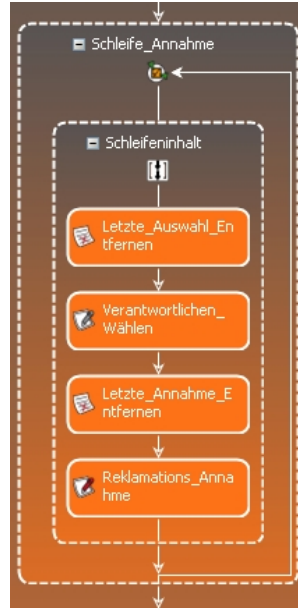 Schleife_Annahme
Schleifeninhalt
Letzte_Auswahl_En
tfernen
Verantwortlichen_
Wählen
Letzte_Annahme_E
ntfernen
Reklamations_Anna
hme